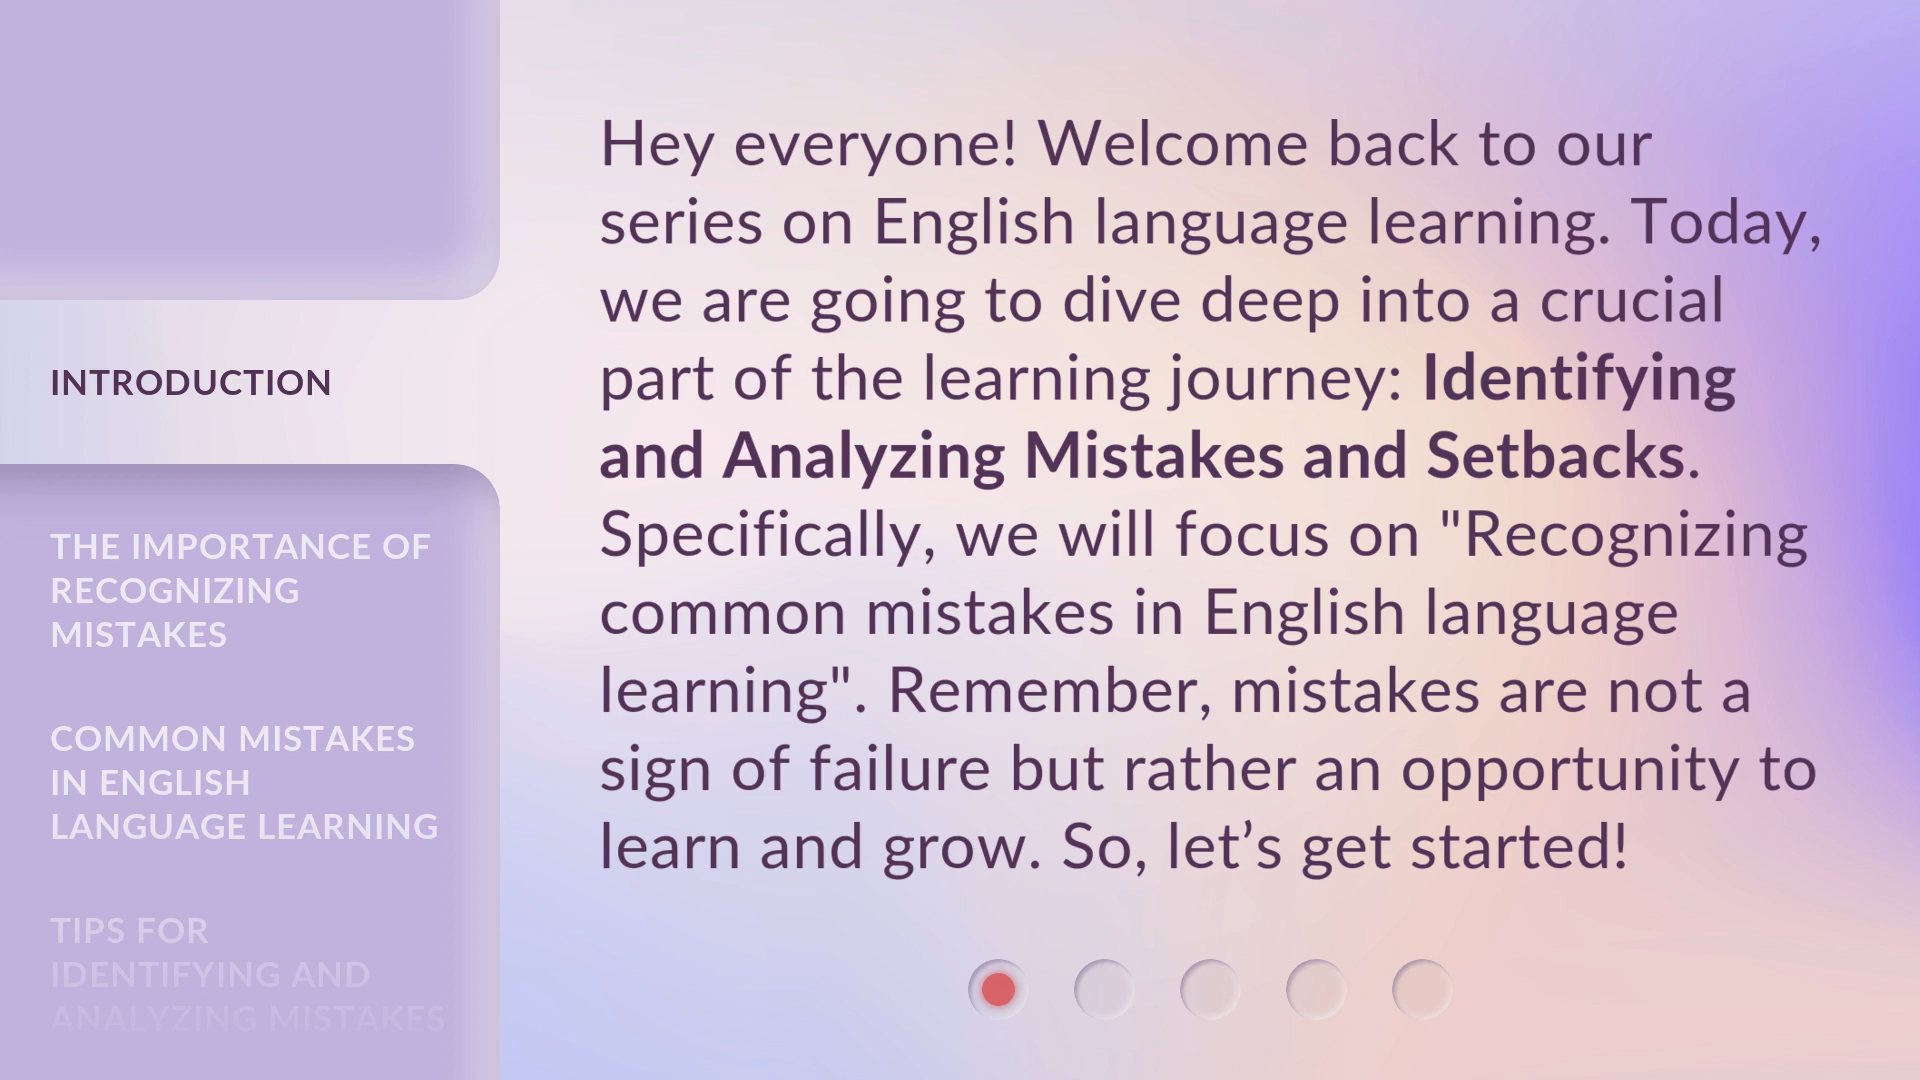 INTRODUCTION
THE IMPORTANCE OF
RECOGNIZING
MISTAKES
COMMON MISTAKES
IN ENGLISH
LANGUAGE LEARNING
TIPS FOR
IDENTIFYING AND
ANALYZING MISTAKES
Hey everyone! Welcome back to our
series on English language learning. Today,
we are going to dive deep into a crucial
part of the learning journey: Identifying
and Analyzing Mistakes and Setbacks.
Specifically, we will focus on "Recognizing
common mistakes in English language
learning". Remember, mistakes are not a
sign of failure but rather an opportunity to
learn and grow. So, let’s get started!